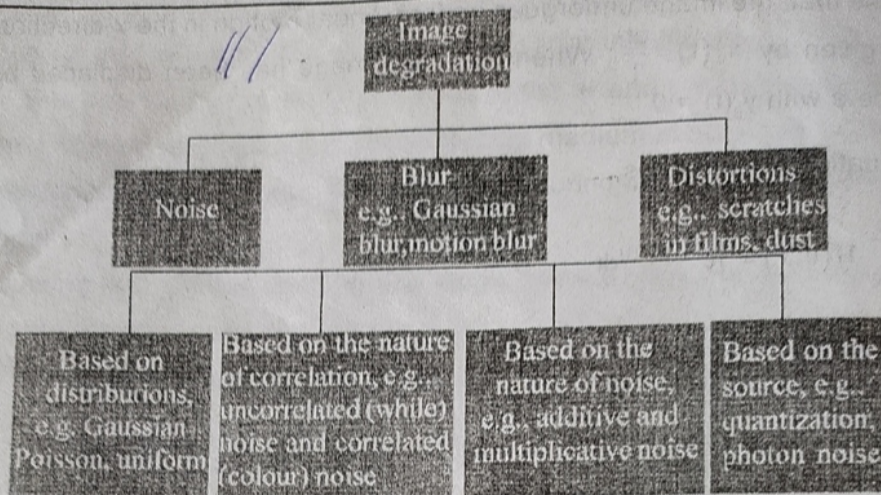 Image
degradation
Noise
Blur
e.g., Gaussian
blur,motion blur
Distortions
e.g., scratches
in films, dust
Based on
distributions,
e.g. Gaussian
Poisson, uniform
Based on the nature
of correlation, e.g.,
uncorrelated (while)
noise and correlated
(colour) noise
Based on the
nature of noise,
e.g., additive and
multiplicative noise
Based on the
source, e.g.,
quantization,
photon noise